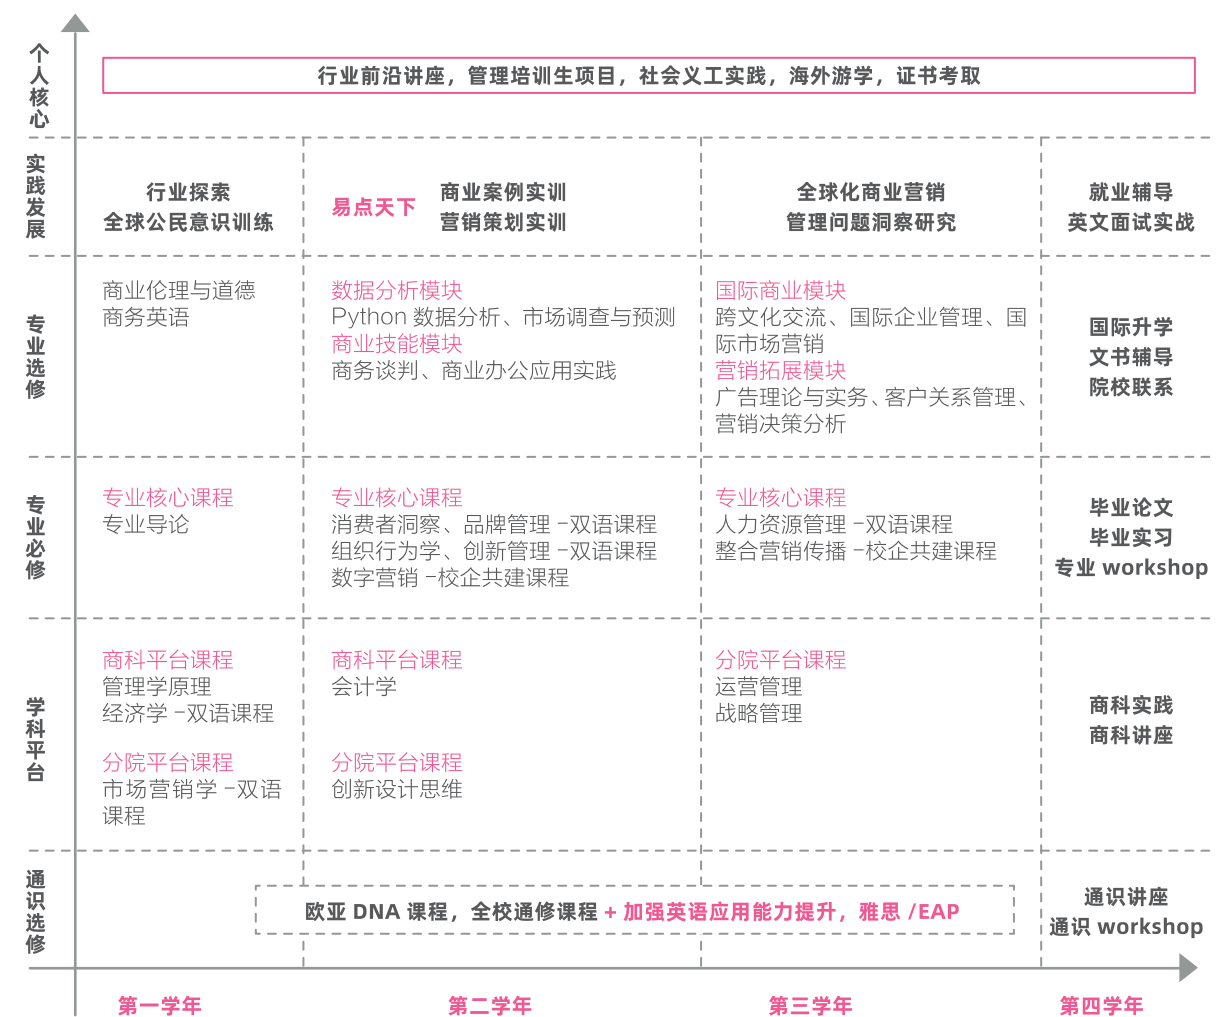 个人核心
行业前沿讲座，管理培训生项目，社会义工实践，海外游学，证书考取
实践发展
行业探索
全球公民意识训练
易点天下
商业案例实训
营销策划实训
全球化商业营销
管理问题洞察研究
就业辅导
英文面试实战
专业选修
商业伦理与道德
商务英语
数据分析模块
Python 数据分析、市场调查与预测
商业技能模块
商务谈判、商业办公应用实践
国际商业模块
跨文化交流、国际企业管理、国
际市场营销
营销拓展模块
广告理论与实务、客户关系管理、
营销决策分析
国际升学
文书辅导
院校联系
专业必修
专业核心课程
专业导论
专业核心课程
消费者洞察、品牌管理 –双语课程
组织行为学、创新管理 –双语课程
数字营销 –校企共建课程
专业核心课程
人力资源管理 –双语课程
整合营销传播 –校企共建课程
毕业论文
毕业实习
专业 workshop
学科平台
商科平台课程
管理学原理
经济学 –双语课程
分院平台课程
市场营销学 –双语
课程
商科平台课程
会计学
分院平台课程
创新设计思维
分院平台课程
运营管理
战略管理
商科实践
商科讲座
通识选修
欧亚 DNA 课程，全校通修课程 + 加强英语应用能力提升，雅思 /EAP
通识讲座
通识 workshop
第一学年
第二学年
第三学年
第四学年